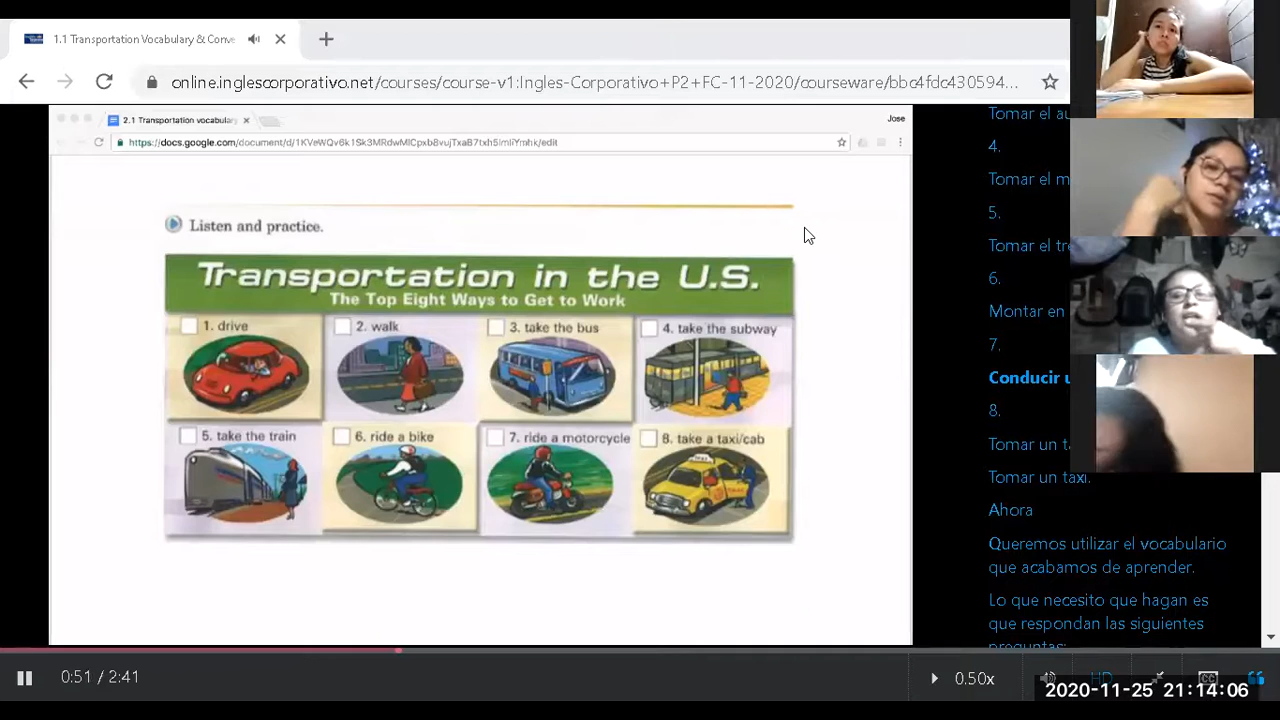 1.1 Transportation Vocabulary & Conve
online.inglescorporativo.net/courses/course-v1:Ingles-Corporativo+P2+FC-11-2020/courseware/bbc4fdc430594...
2.1 Transportation vocabulary
Jose
https://docs.google.com/document/d/1KVeWQv6k1Sk3MRdwMlCpxb8vujTxaB7txh5ImliYmhk/edit
Listen and practice.
Transportation in the U.S.
The Top Eight Ways to Get to Work
1. drive
2. walk
3. take the bus
4. take the subway
5. take the train
6. ride a bike
7. ride a motorcycle
8. take a taxi/cab
TAXI
Tomar el au
4.
Tomar el m
5.
Tomar el tre
6.
Montar en
7.
Conducir u
8.
Tomar un ta
Tomar un taxi.
Ahora
Queremos utilizar el vocabulario
que acabamos de aprender.
Lo que necesito que hagan es
que respondan las siguientes
preguntas:
0:51 / 2:41
0.50x
HD
CC
2020-11-25 21:14:06